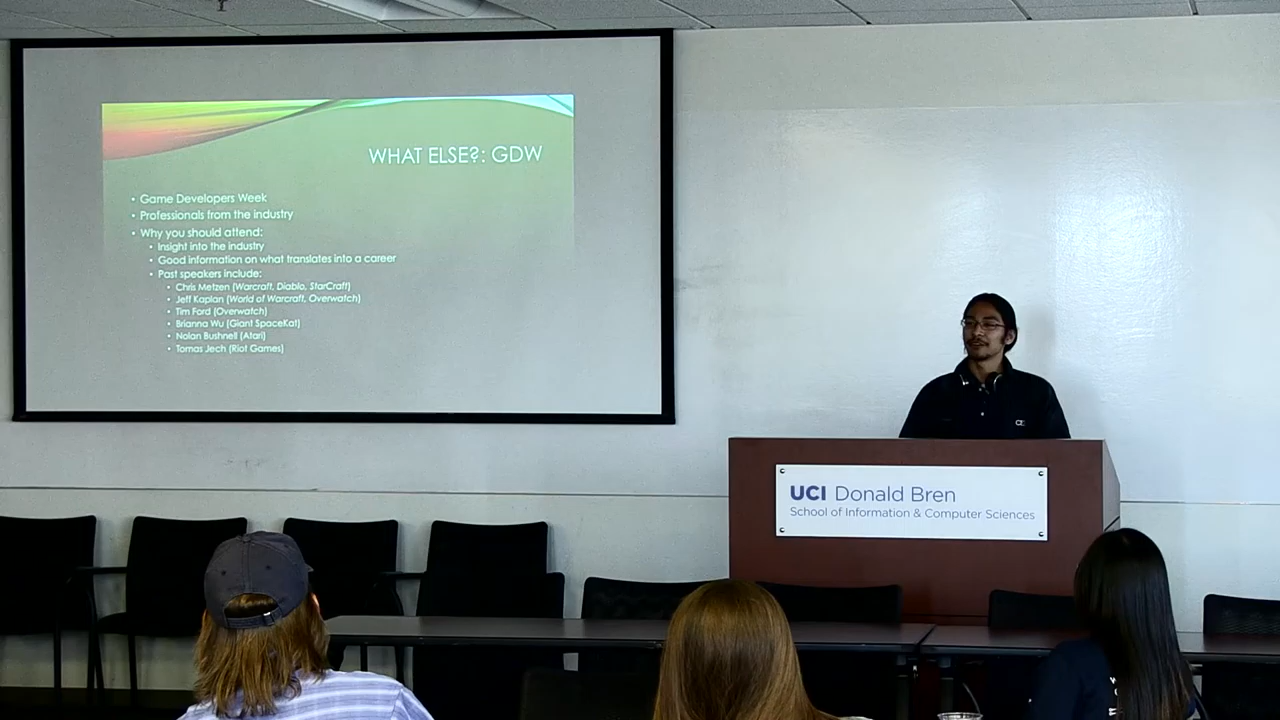 WHAT ELSE?: GDW
• Game Developers Week
• Professionals from the industry
• Why you should attend:
• Insight into the industry
• Good information on what translates into a career
• Past speakers include:
• Chris Metzen (Warcraft, Diablo, StarCraft)
• Jeff Kaplan (World of Warcraft, Overwatch)
• Tim Ford (Overwatch)
• Brianna Wu (Giant SpaceKat)
• Nolan Bushnell (Atari)
• Tomas Jech (Riot Games)
UCI Donald Bren
School of Information & Computer Sciences